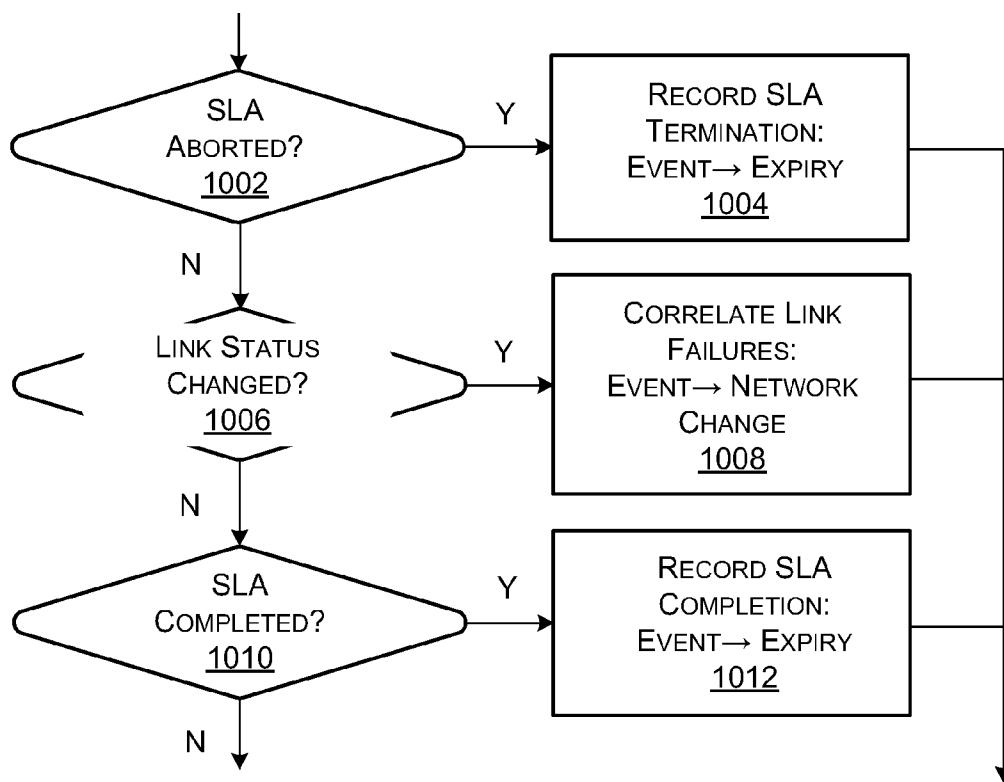 SLA
ABORTED?
1002
Y
RECORD SLA
TERMINATION:
EVENT→ EXPIRY
1004
N
LINK STATUS
CHANGED?
1006
Y
CORRELATE LINK
FAILURES:
EVENT→ NETWORK
CHANGE
1008
N
SLA
COMPLETED?
1010
Y
RECORD SLA
COMPLETION:
EVENT→ EXPIRY
1012
N